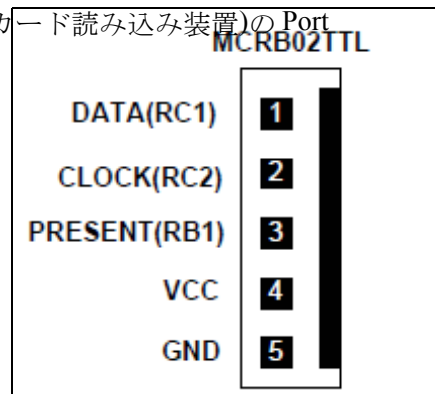 カード読み込み装置)の Port
MCRB02TTL
DATA(RC1) 1
CLOCK(RC2) 2
PRESENT(RB1) 3
VCC 4
GND 5